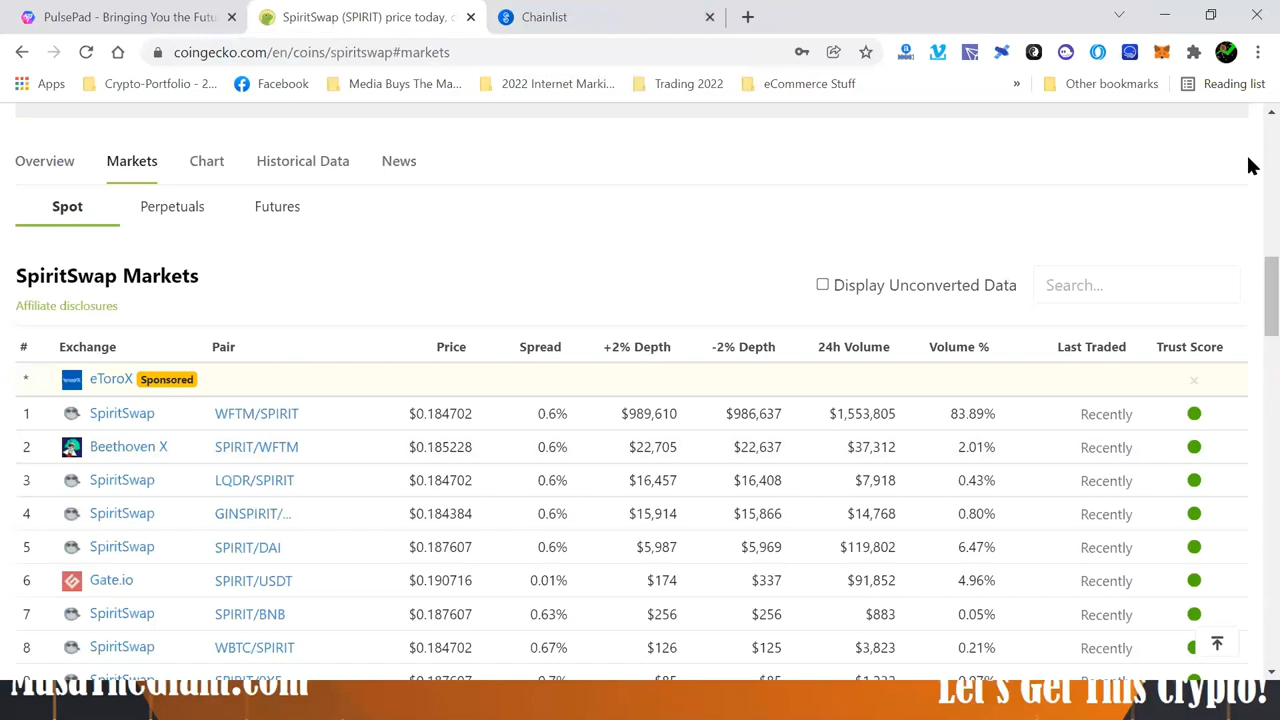 PulsePad - Bringing You the Futu
SpiritSwap (SPIRIT) price today, c
Chainlist
coingecko.com/en/coins/spiritswap#markets
Apps Crypto-Portfolio - 2... Facebook Media Buys The Ma... 2022 Internet Marki... Trading 2022 eCommerce Stuff » Other bookmarks Reading list
Overview Markets Chart Historical Data News
Spot Perpetuals Futures
SpiritSwap Markets
Display Unconverted Data Search...
Affiliate disclosures
# Exchange Pair Price Spread +2% Depth -2% Depth 24h Volume Volume % Last Traded Trust Score
* eToroX Sponsored
1 SpiritSwap WFTM/SPIRIT $0.184702 0.6% $989,610 $986,637 $1,553,805 83.89% Recently
2 Beethoven X SPIRIT/WFTM $0.185228 0.6% $22,705 $22,637 $37,312 2.01% Recently
3 SpiritSwap LQDR/SPIRIT $0.184702 0.6% $16,457 $16,408 $7,918 0.43% Recently
4 SpiritSwap GINSPIRIT/... $0.184384 0.6% $15,914 $15,866 $14,768 0.80% Recently
5 SpiritSwap SPIRIT/DAI $0.187607 0.6% $5,987 $5,969 $119,802 6.47% Recently
6 Gate.io SPIRIT/USDT $0.190716 0.01% $174 $337 $91,852 4.96% Recently
7 SpiritSwap SPIRIT/BNB $0.187607 0.63% $256 $256 $883 0.05% Recently
8 SpiritSwap WBTC/SPIRIT $0.184702 0.67% $126 $125 $3,823 0.21% Recently
MusaTheGiant.com Let's Get This Crypto!